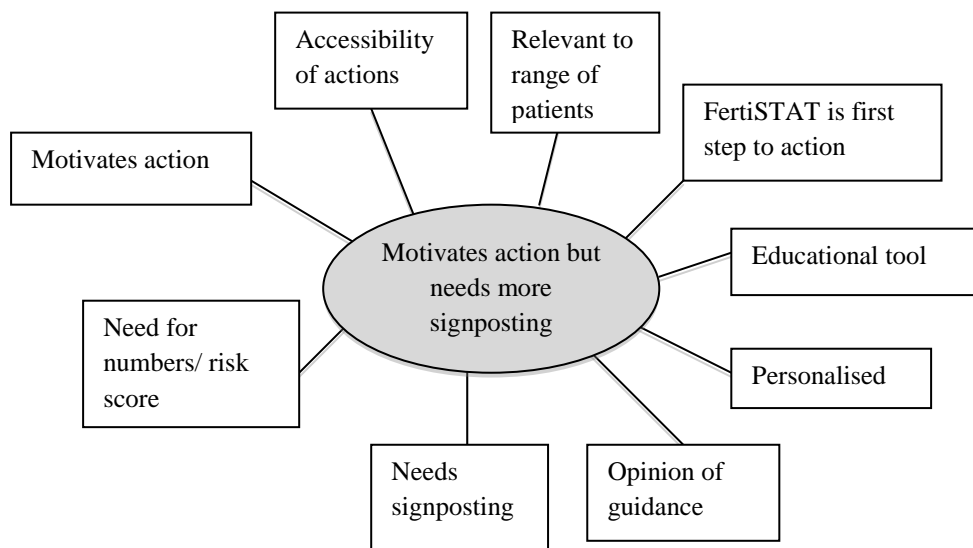 Accessibility
of actions
Relevant to
range of
patients
FertiSTAT is first
step to action
Motivates action
Motivates action but
needs more
signposting
Educational tool
Need for
numbers/ risk
score
Personalised
Needs
signposting
Opinion of
guidance